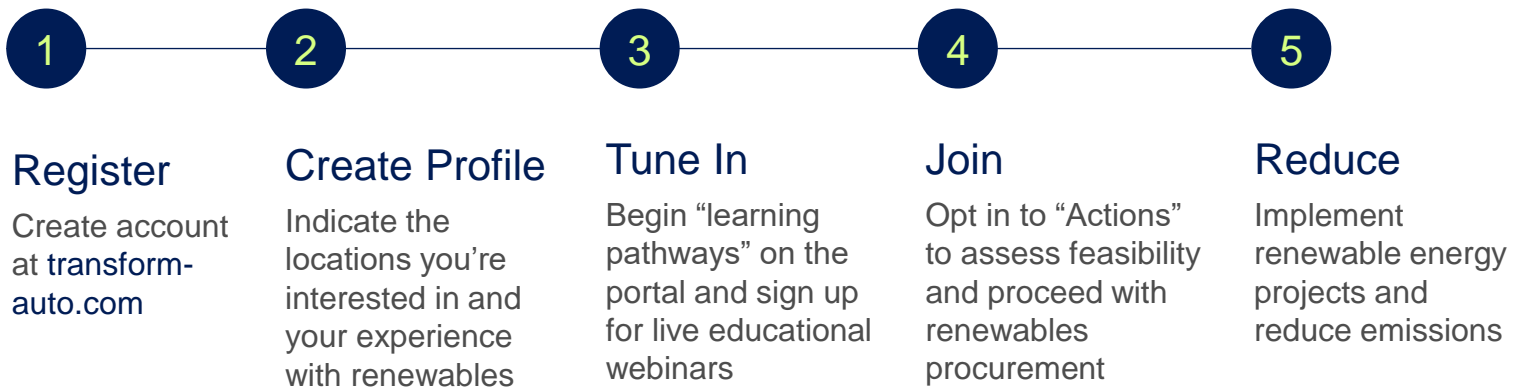 1
2
3
4
5
Register
Create account
at transform-
auto.com
Create Profile
Indicate the
locations you’re
interested in and
your experience
with renewables
Tune In
Begin “learning
pathways” on the
portal and sign up
for live educational
webinars
Join
Opt in to “Actions”
to assess feasibility
and proceed with
renewables
procurement
Reduce
Implement
renewable energy
projects and
reduce emissions